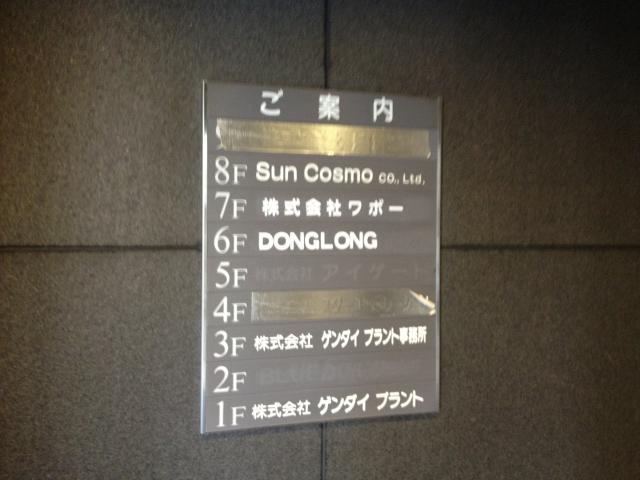 ご案内
8F Sun Cosmo CO., Ltd.
7F 株式会社ワボー
6F DONGLONG
5F 株式会社 アイゲート
4F
3F 株式会社 ゲンダイ プラント事務所
2F
1F 株式会社 ゲンダイ プラント